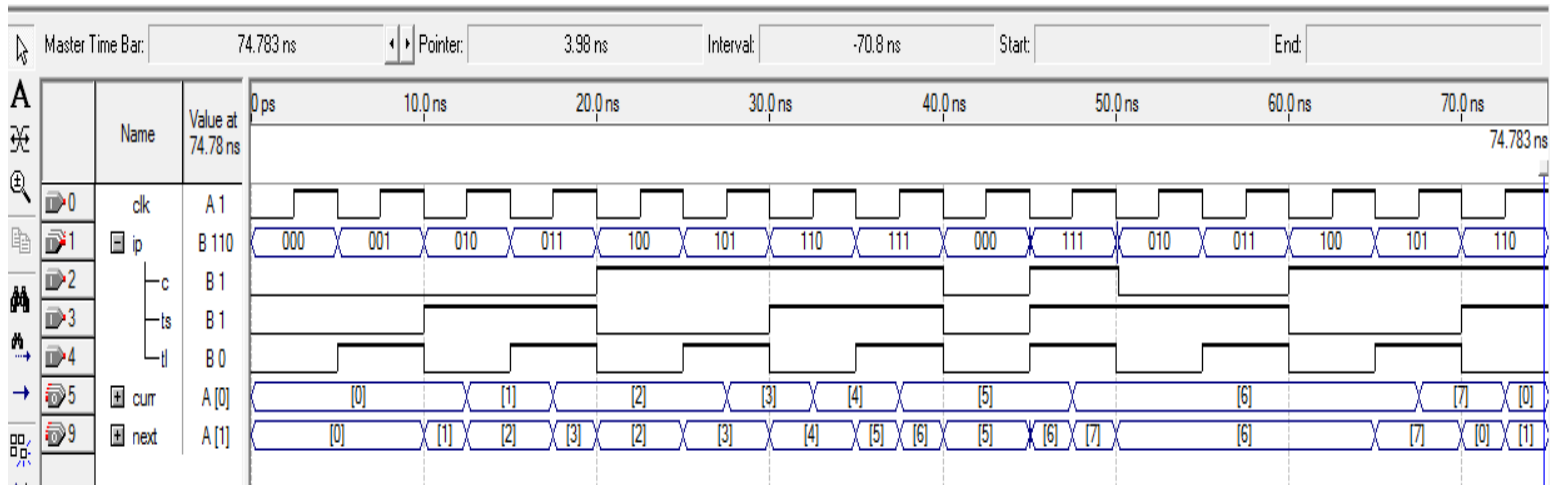 Master Time Bar: 74.783 ns Pointer: 3.98 ns Interval: -70.8 ns Start: End:
A
Name Value at 74.78 ns 0 ps 10.0 ns 20.0 ns 30.0 ns 40.0 ns 50.0 ns 60.0 ns 70.0 ns
74.783 ns
0 clk A 1
1 ip B 110 000 001 010 011 100 101 110 111 000 111 010 011 100 101 110
2 c B 1
3 ts B 1
4 tl B 0
5 curr A [0] [0] [1] [2] [3] [4] [5] [6] [7] [0]
9 next A [1] [0] [1] [2] [3] [2] [3] [4] [5] [6] [5] [6] [7] [6] [7] [0] [1]